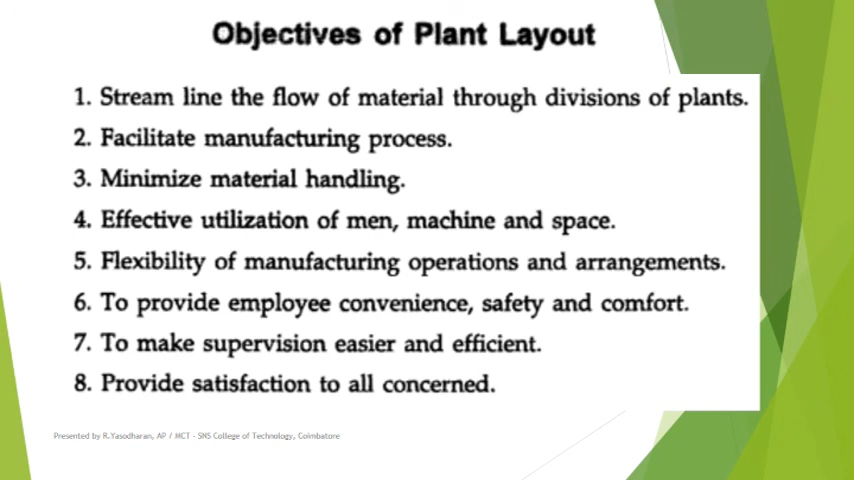 Objectives of Plant Layout
1. Stream line the flow of material through divisions of plants.
2. Facilitate manufacturing process.
3. Minimize material handling.
4. Effective utilization of men, machine and space.
5. Flexibility of manufacturing operations and arrangements.
6. To provide employee convenience, safety and comfort.
7. To make supervision easier and efficient.
8. Provide satisfaction to all concerned.
Presented by R.Yasodharan, AP / MCT - SNS College of Technology, Coimbatore